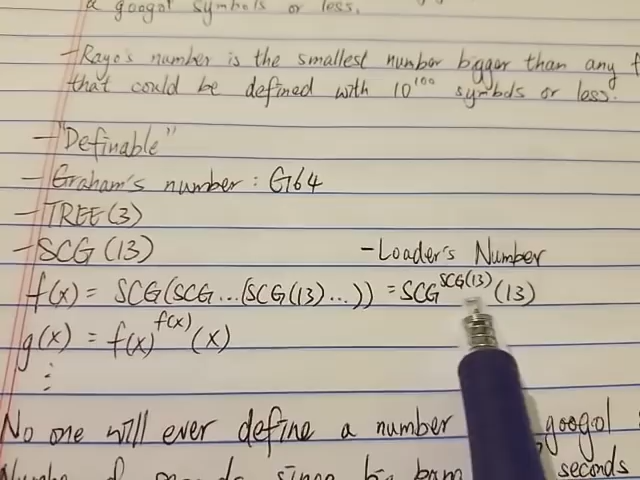 a googol symbols or less.
-Rayo's number is the smallest number bigger than any f
that could be defined with 10^100 symbols or less.
-"Definable"
-Graham's number: G64
-TREE(3)
-SCG(13)
-Loader's Number
f(x) = SCG(SCG...(SCG(13)...)) = SCG^SCG(13) (13)
g(x) = f(x)^f(x) (x)
⋮
No one will ever define a number googol
seconds